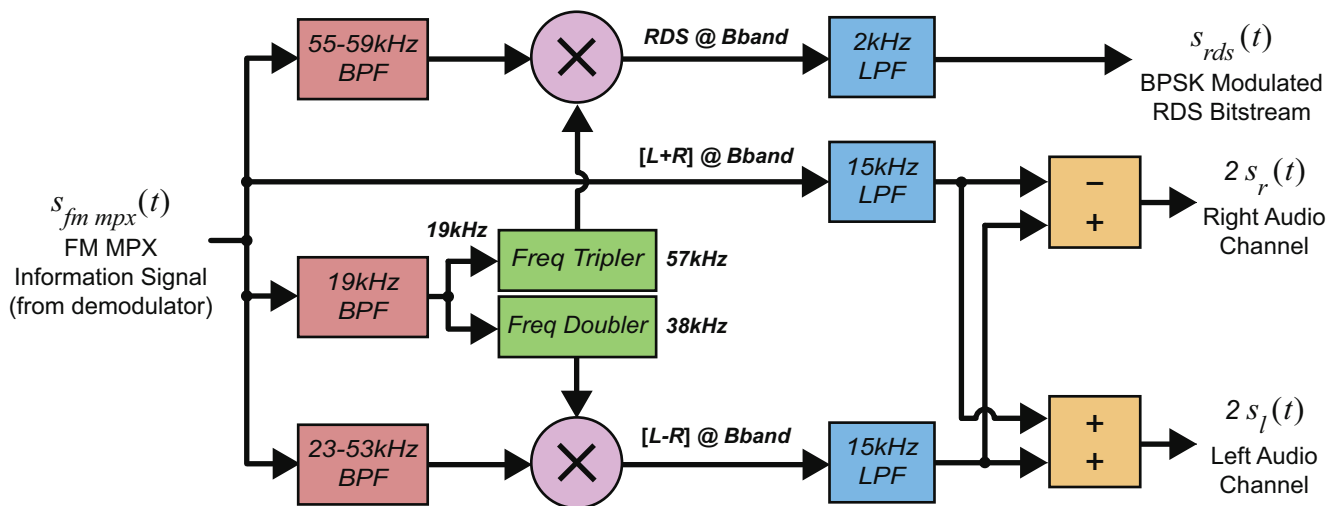 55-59kHz
BPF
RDS @ Bband
2kHz
LPF
s_rds(t)
BPSK Modulated
RDS Bitstream
[L+R] @ Bband
15kHz
LPF
−
+
2 s_r(t)
Right Audio
Channel
s_fm mpx(t)
FM MPX
Information Signal
(from demodulator)
19kHz
BPF
19kHz
Freq Tripler
57kHz
Freq Doubler
38kHz
23-53kHz
BPF
[L-R] @ Bband
15kHz
LPF
+
+
2 s_l(t)
Left Audio
Channel